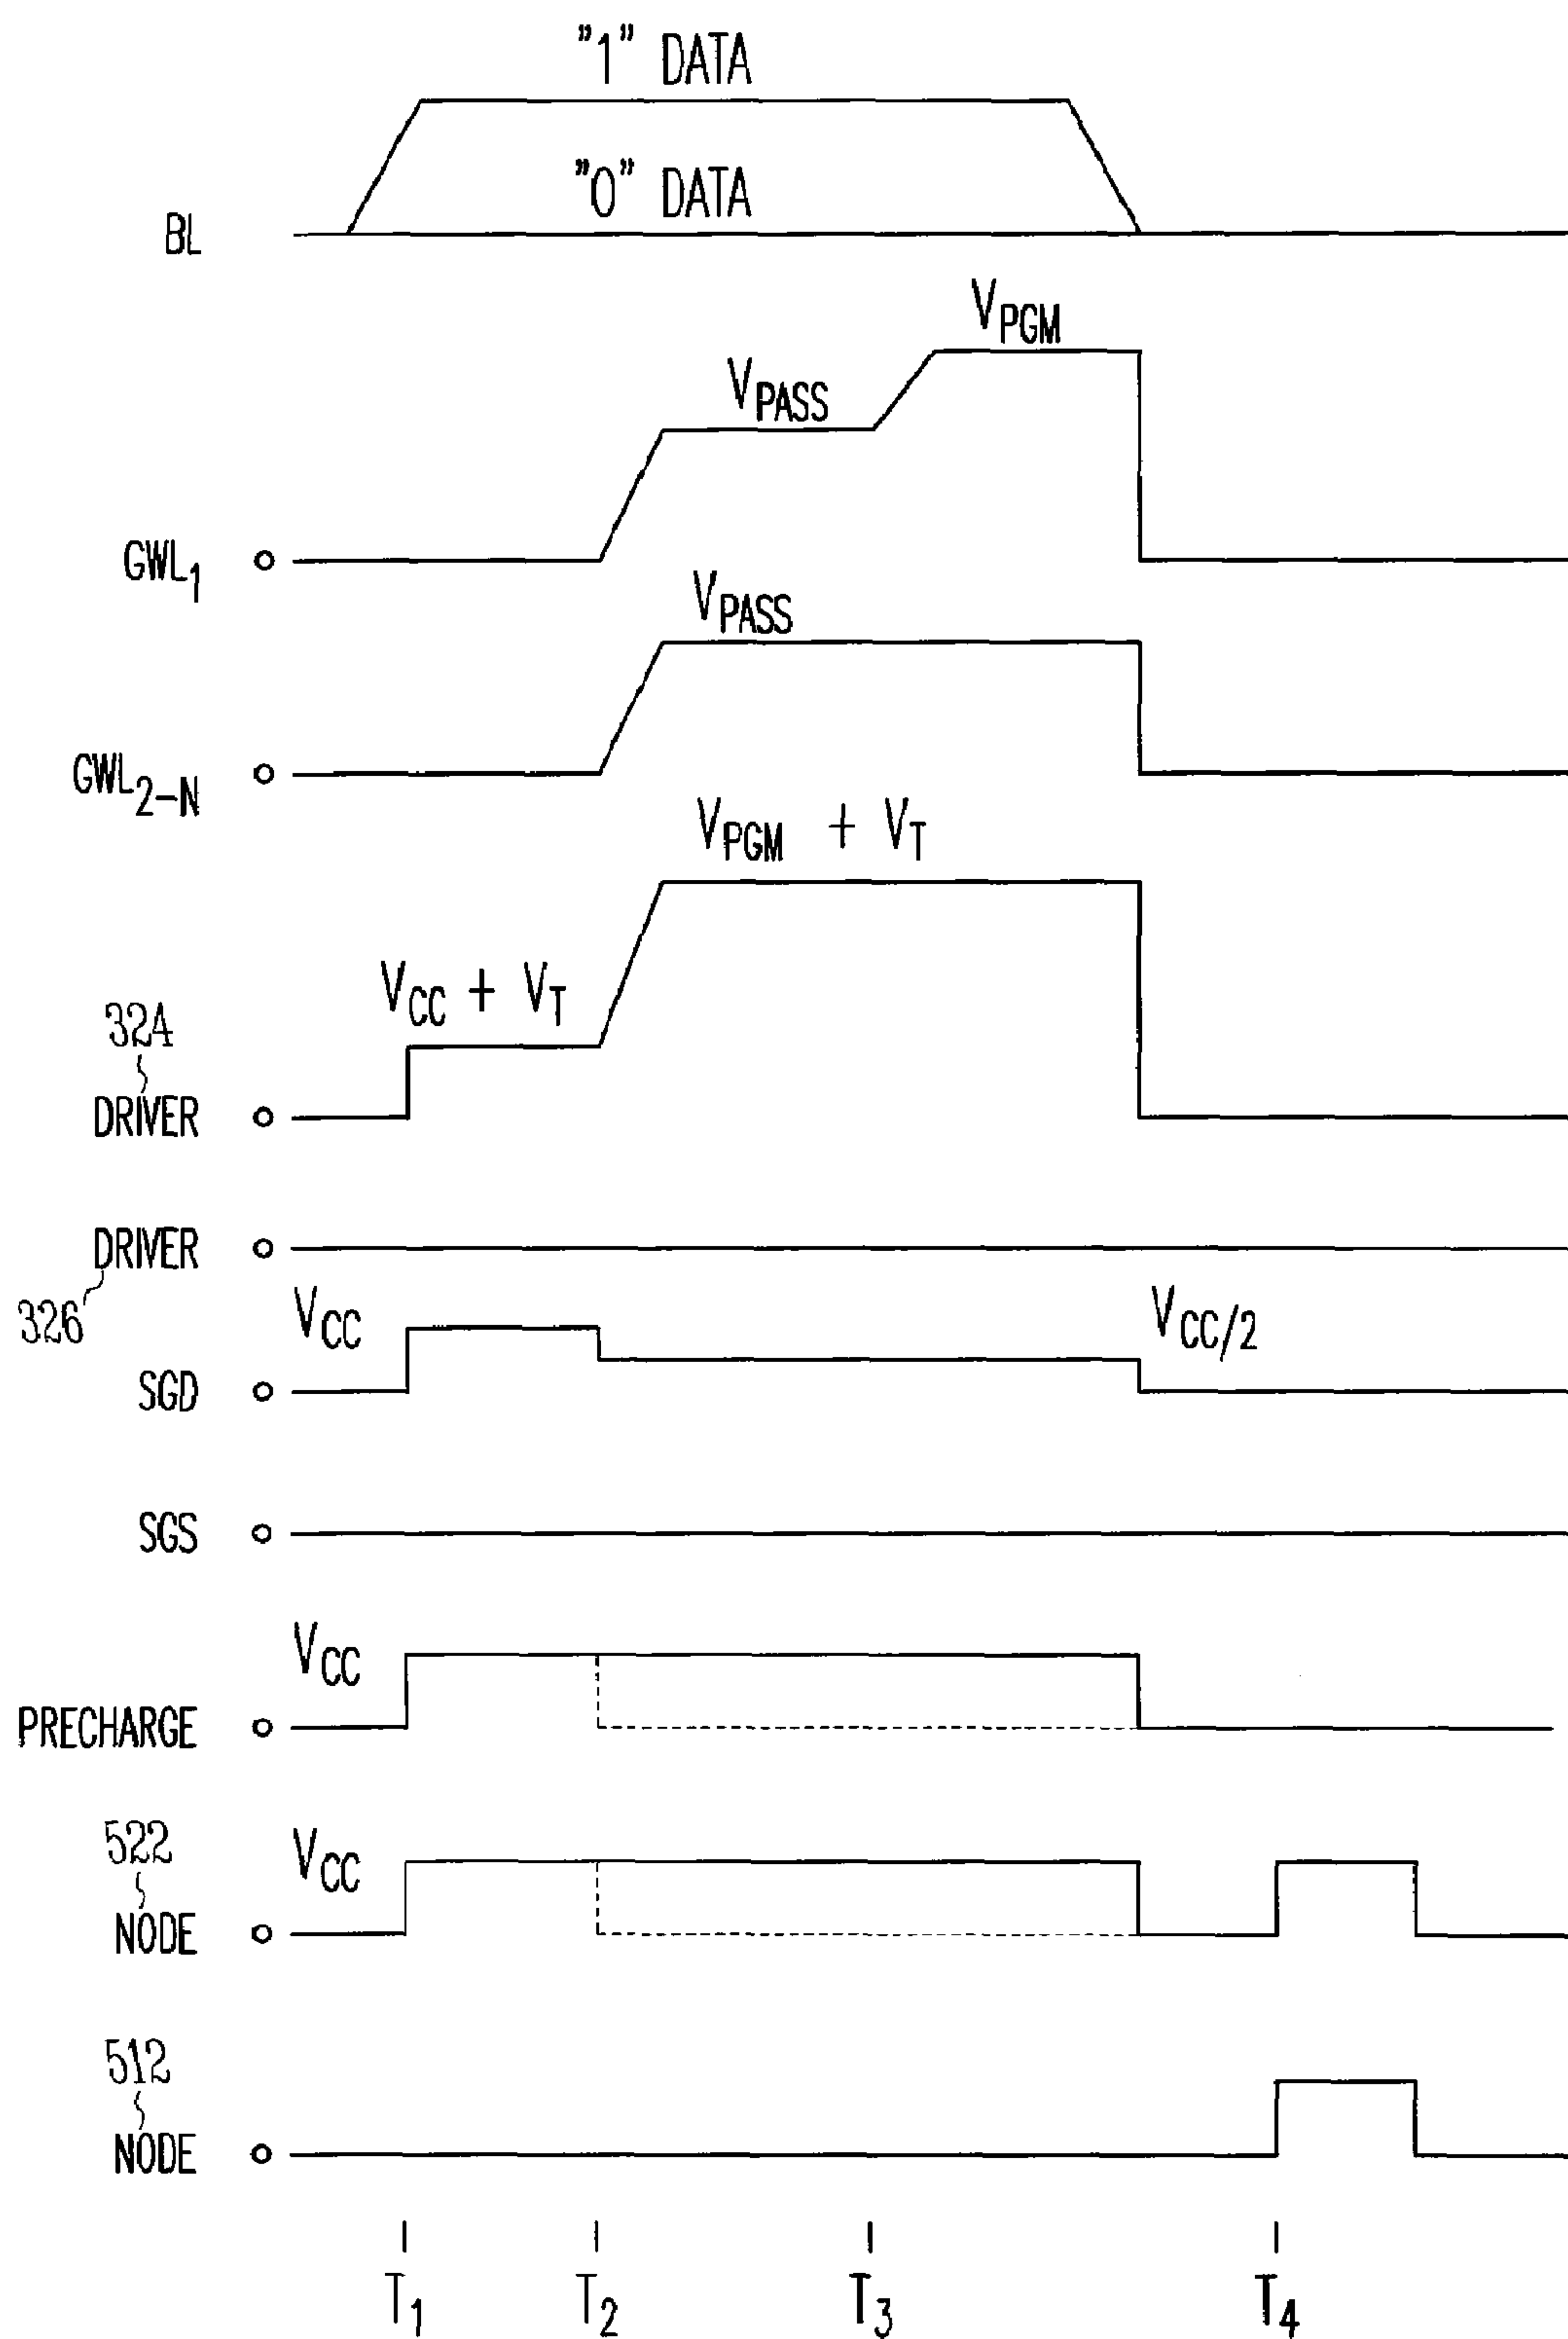 "1" DATA
"0" DATA
BL
VPGM
VPASS
GWL1
VPASS
GWL2-N
VPGM + VT
VCC + VT
324
DRIVER
DRIVER
326
VCC
VCC/2
SGD
SGS
VCC
PRECHARGE
522
VCC
NODE
512
NODE
T1 T2 T3 T4